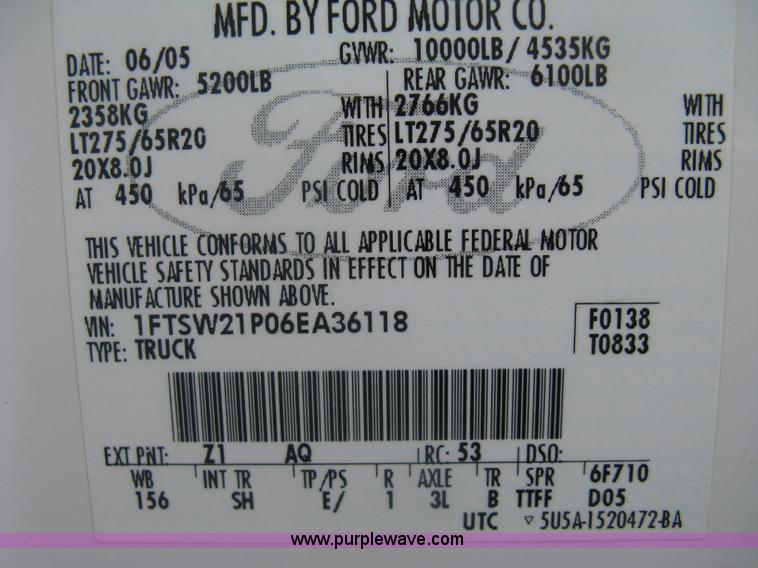 MFD. BY FORD MOTOR CO.
DATE: 06/05 GVWR: 10000LB/ 4535KG
FRONT GAWR: 5200LB REAR GAWR: 6100LB
2358KG WITH 2766KG WITH
LT275/65R20 TIRES LT275/65R20 TIRES
20X8.0J RIMS 20X8.0J RIMS
AT 450 kPa/65 PSI COLD AT 450 kPa/65 PSI COLD
Ford
THIS VEHICLE CONFORMS TO ALL APPLICABLE FEDERAL MOTOR
VEHICLE SAFETY STANDARDS IN EFFECT ON THE DATE OF
MANUFACTURE SHOWN ABOVE.
VIN: 1FTSW21P06EA36118 F0138
TYPE: TRUCK T0833
EXT PNT: Z1 AQ RC: 53 DSO:
WB INT TR TP/PS R AXLE TR SPR 6F710
156 SH E/ 1 3L B TTFF D05
UTC ▽ 5U5A-1520472-BA
www.purplewave.com